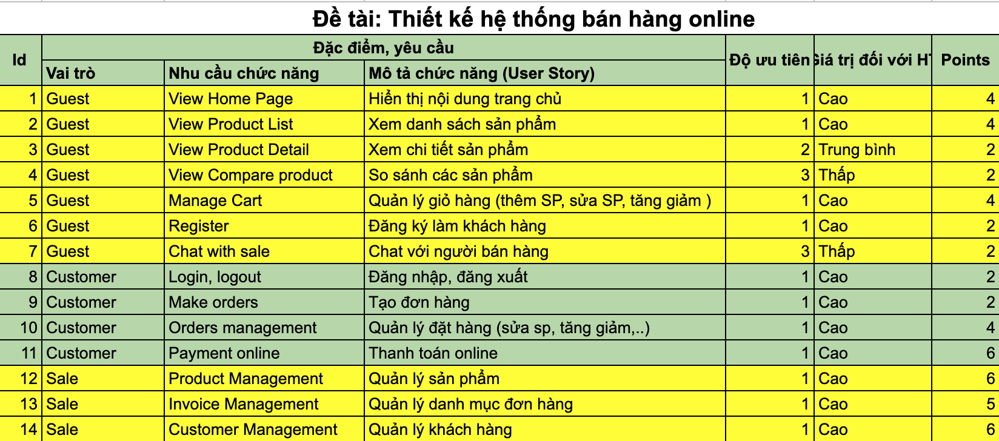 Đề tài: Thiết kế hệ thống bán hàng online
Id Đặc điểm, yêu cầu Độ ưu tiên Giá trị đối với HT Points
Vai trò Nhu cầu chức năng Mô tả chức năng (User Story)
1 Guest View Home Page Hiển thị nội dung trang chủ 1 Cao 4
2 Guest View Product List Xem danh sách sản phẩm 1 Cao 4
3 Guest View Product Detail Xem chi tiết sản phẩm 2 Trung bình 2
4 Guest View Compare product So sánh các sản phẩm 3 Thấp 2
5 Guest Manage Cart Quản lý giỏ hàng (thêm SP, sửa SP, tăng giảm ) 1 Cao 4
6 Guest Register Đăng ký làm khách hàng 1 Cao 2
7 Guest Chat with sale Chat với người bán hàng 3 Thấp 2
8 Customer Login, logout Đăng nhập, đăng xuất 1 Cao 2
9 Customer Make orders Tạo đơn hàng 1 Cao 2
10 Customer Orders management Quản lý đặt hàng (sửa sp, tăng giảm,..) 1 Cao 4
11 Customer Payment online Thanh toán online 1 Cao 6
12 Sale Product Management Quản lý sản phẩm 1 Cao 6
13 Sale Invoice Management Quản lý danh mục đơn hàng 1 Cao 5
14 Sale Customer Management Quản lý khách hàng 1 Cao 6